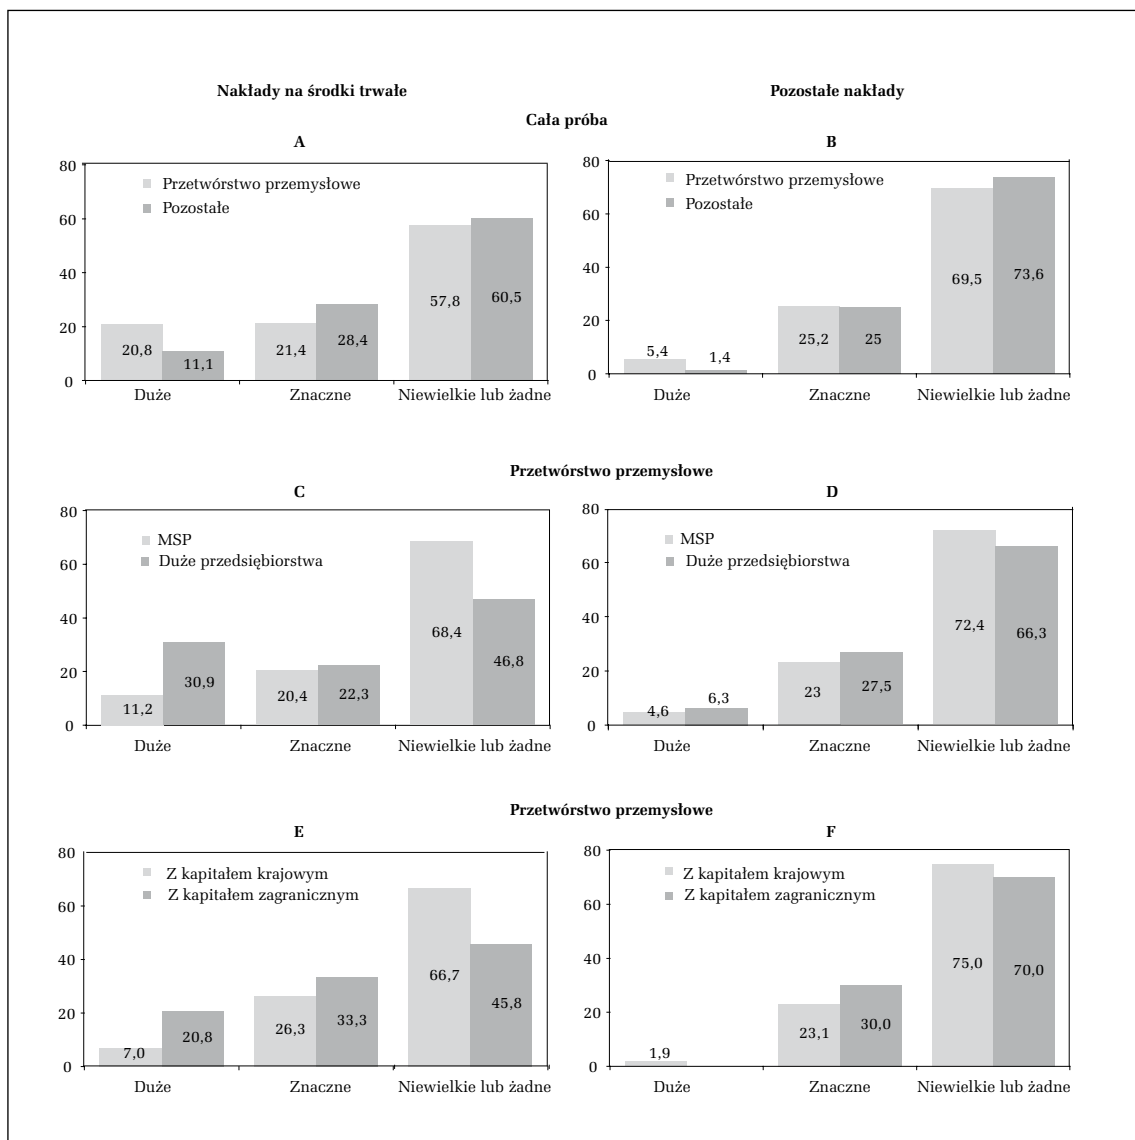 Nakłady na środki trwałe
Pozostałe nakłady
Cała próba
A
80
60
40
20
0
Przetwórstwo przemysłowe
Pozostałe
20,8
11,1
21,4
28,4
57,8
60,5
Duże
Znaczne
Niewielkie lub żadne
B
80
60
40
20
0
Przetwórstwo przemysłowe
Pozostałe
5,4
1,4
25,2
25
69,5
73,6
Duże
Znaczne
Niewielkie lub żadne
Przetwórstwo przemysłowe
C
80
60
40
20
0
MSP
Duże przedsiębiorstwa
11,2
30,9
20,4
22,3
68,4
46,8
Duże
Znaczne
Niewielkie lub żadne
D
80
60
40
20
0
MSP
Duże przedsiębiorstwa
4,6
6,3
23
27,5
72,4
66,3
Duże
Znaczne
Niewielkie lub żadne
Przetwórstwo przemysłowe
E
80
60
40
20
0
Z kapitałem krajowym
Z kapitałem zagranicznym
7,0
20,8
26,3
33,3
66,7
45,8
Duże
Znaczne
Niewielkie lub żadne
F
80
60
40
20
0
Z kapitałem krajowym
Z kapitałem zagranicznym
1,9
23,1
30,0
75,0
70,0
Duże
Znaczne
Niewielkie lub żadne